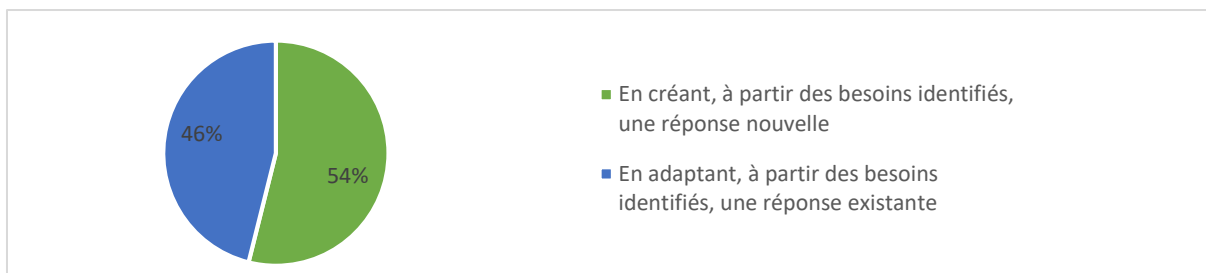 46%
54%
En créant, à partir des besoins identifiés,
une réponse nouvelle
En adaptant, à partir des besoins
identifiés, une réponse existante